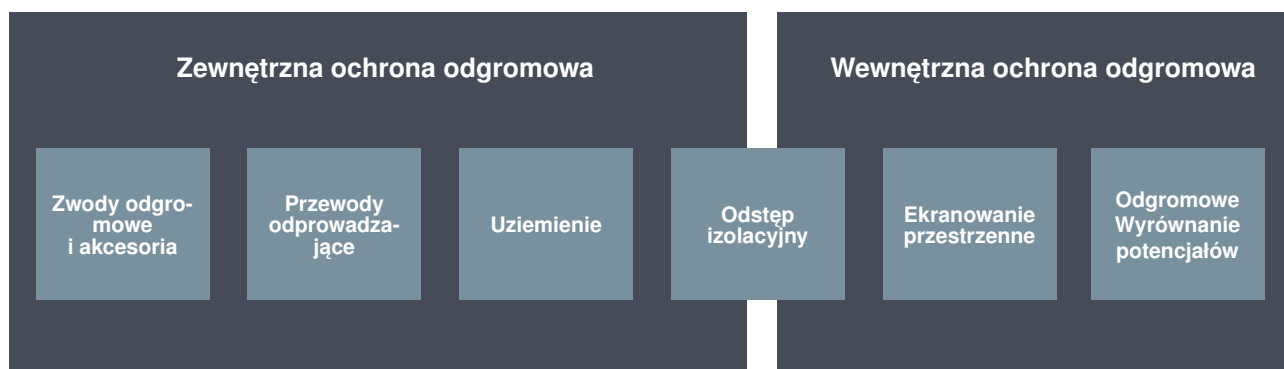 Zewnętrzna ochrona odgromowa
Wewnętrzna ochrona odgromowa
Zwody odgro-
mowe
i akcesoria
Przewody
odprowadza-
jące
Uziemienie
Odstęp
izolacyjny
Ekranowanie
przestrzenne
Odgromowe
Wyrównanie
potencjałów